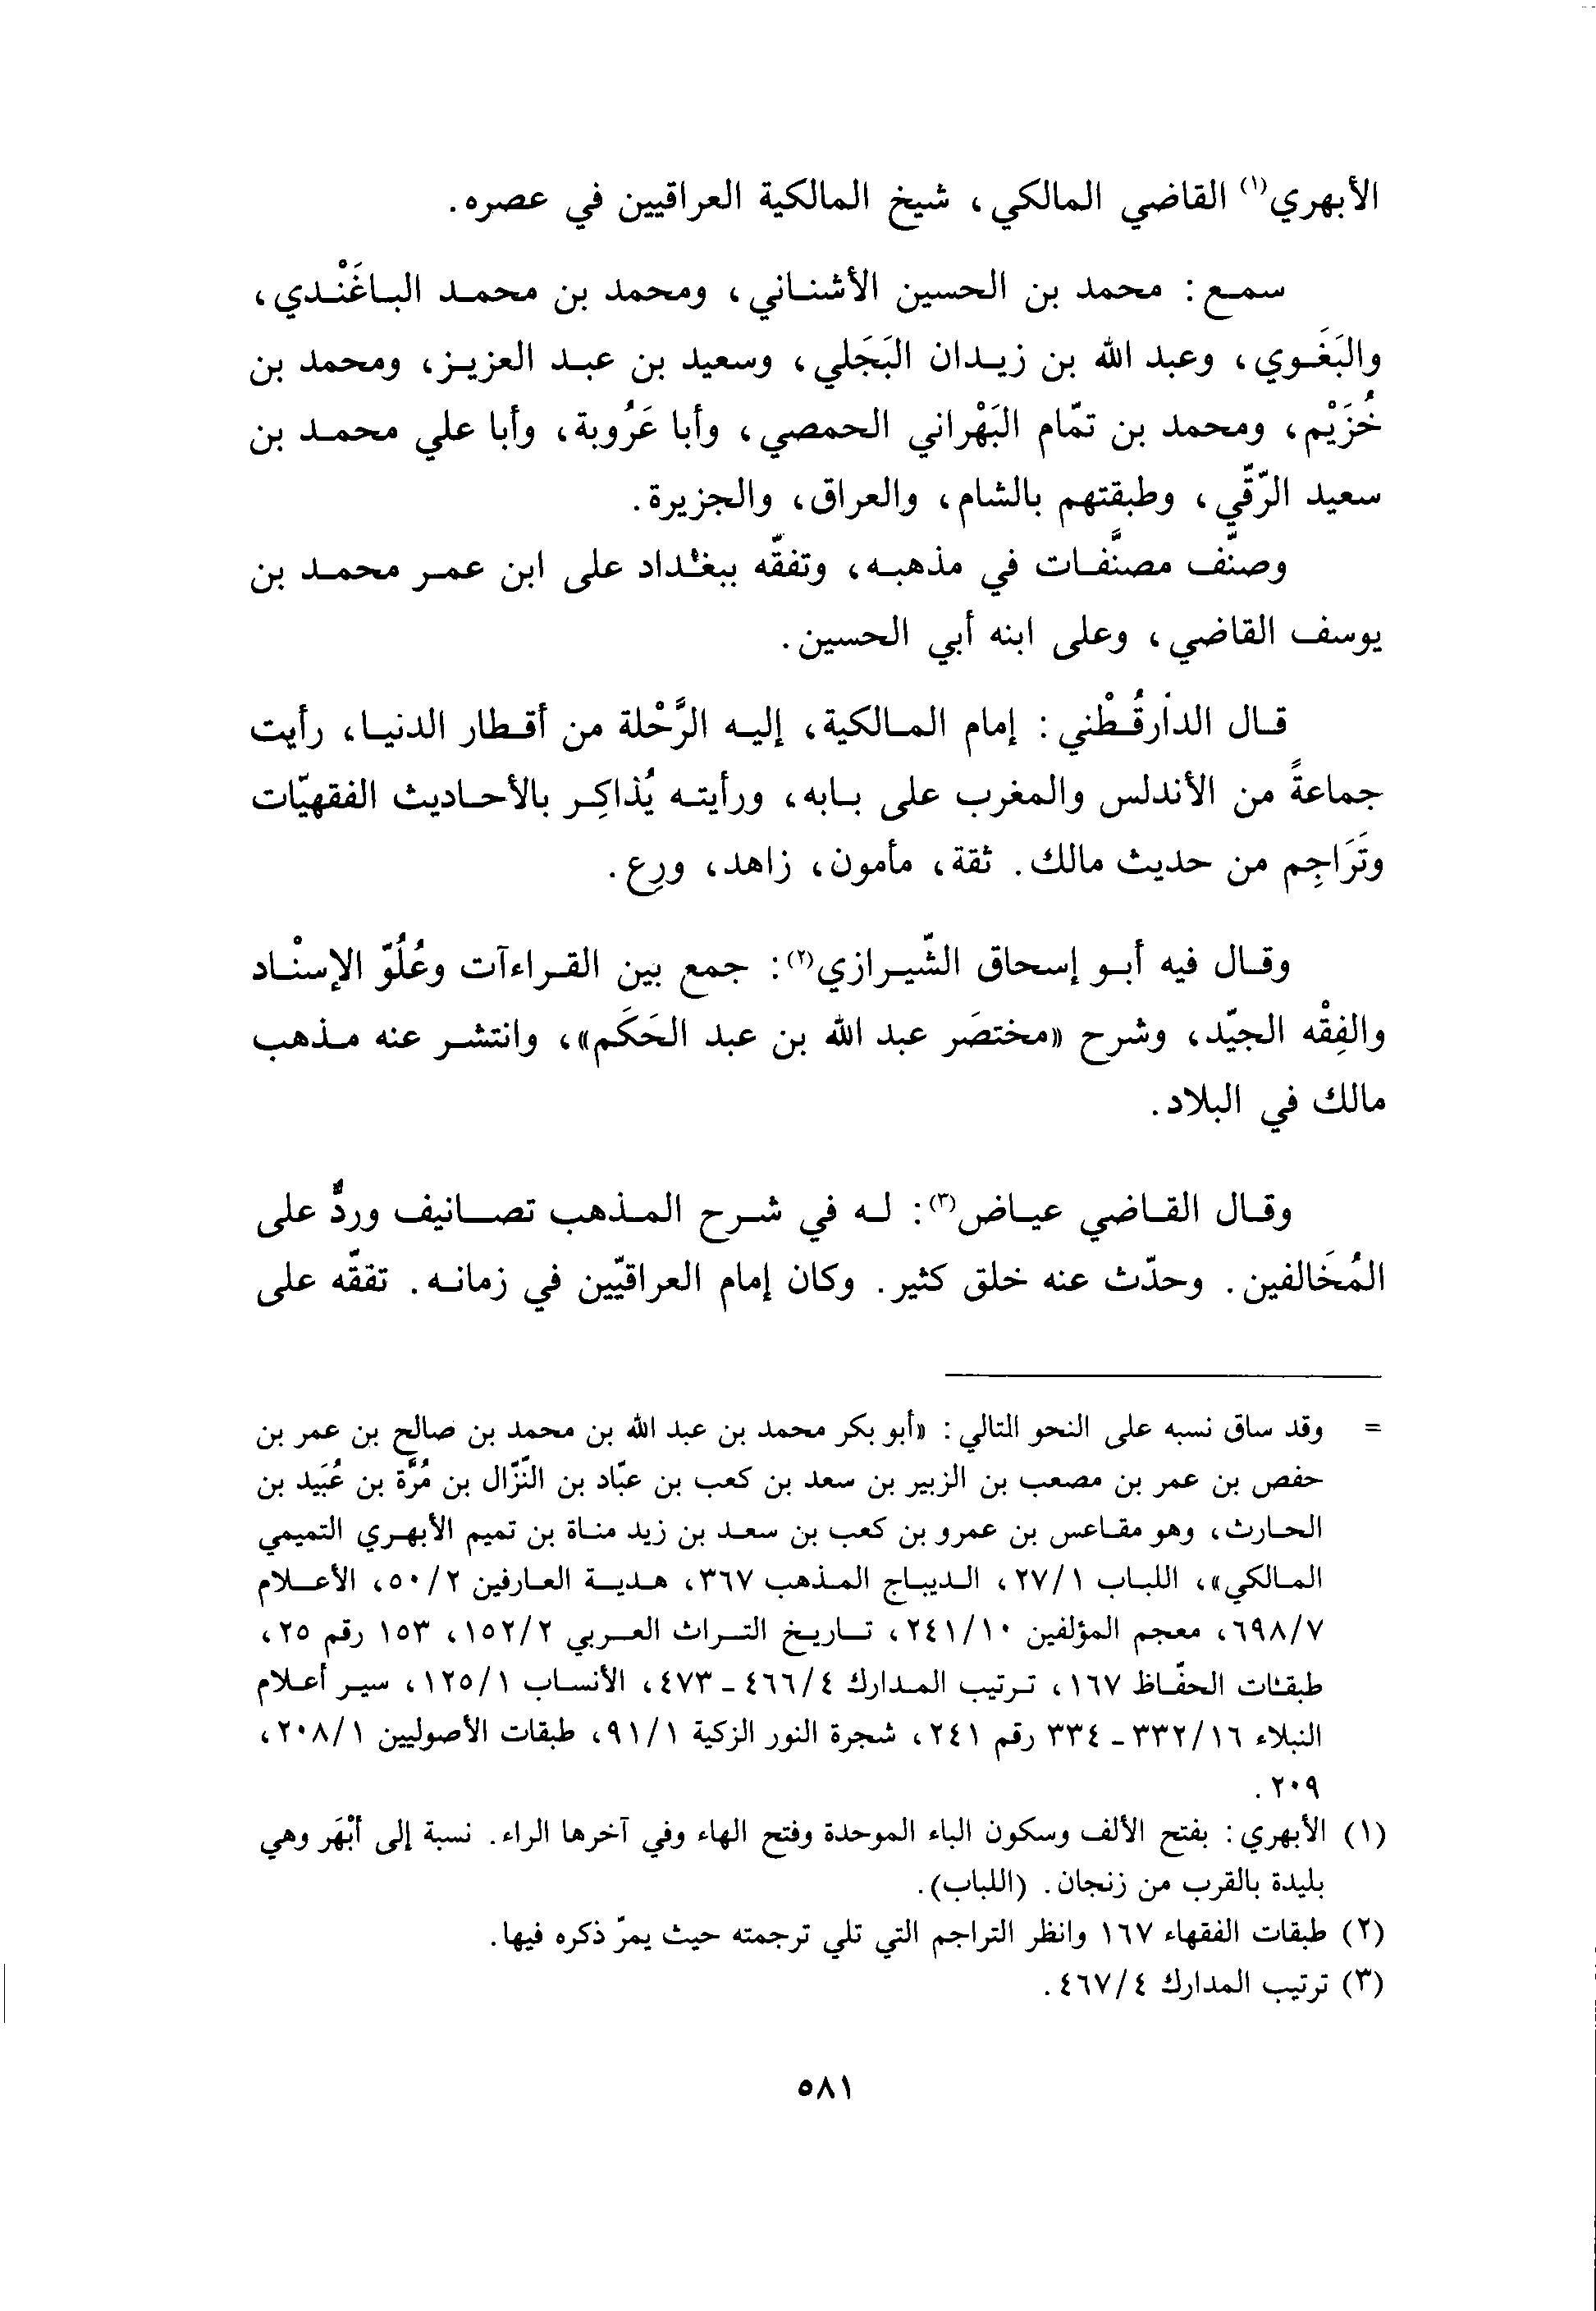 الأبهري(١) القاضي المالكي، شيخ المالكية العراقيين في عصره.
سمع: محمد بن الحسين الأشناني، ومحمد بن محمد الباغَنْدي،
والبَغَوي، وعبد الله بن زيدان البَجَلي، وسعيد بن عبد العزيز، ومحمد بن
خُزَيْم، ومحمد بن تمّام البَهْراني الحمصي، وأبا عَرُوبة، وأبا علي محمد بن
سعيد الرّقّي، وطبقتهم بالشام، والعراق، والجزيرة.
وصنّف مصنَّفات في مذهبه، وتفقّه ببغداد على ابن عمر محمد بن
يوسف القاضي، وعلى ابنه أبي الحسين.
قال الدارقُطْني: إمام المالكية، إليه الرَّحْلة من أقطار الدنيا، رأيت
جماعةً من الأندلس والمغرب على بابه، ورأيته يُذاكِر بالأحاديث الفقهيّات
وتَرَاجِم من حديث مالك. ثقة، مأمون، زاهد، ورِع.
وقال فيه أبو إسحاق الشّيرازي(٢): جمع بين القراءآت وعُلُوّ الإسنْاد
والفِقْه الجيّد، وشرح «مختصَر عبد الله بن عبد الحَكَم»، وانتشر عنه مذهب
مالك في البلاد.
وقال القاضي عياض(٣): له في شرح المذهب تصانيف وردٌّ على
المُخَالفين. وحدّث عنه خلق كثير. وكان إمام العراقيّين في زمانه. تفقّه على
= وقد ساق نسبه على النحو التالي: «أبو بكر محمد بن عبد الله بن محمد بن صالح بن عمر بن
حفص بن عمر بن مصعب بن الزبير بن سعد بن كعب بن عبّاد بن النّزّال بن مُرَّة بن عُبَيد بن
الحارث، وهو مقاعس بن عمرو بن كعب بن سعد بن زيد مناة بن تميم الأبهري التميمي
المالكي»، اللباب ٢٧/١، الديباج المذهب ٣٦٧، هدية العارفين ٥٠/٢، الأعلام
٦٩٨/٧، معجم المؤلفين ٢٤١/١٠، تاريخ التراث العربي ١٥٢/٢، ١٥٣ رقم ٢٥،
طبقات الحفّاظ ١٦٧، ترتيب المدارك ٤٦٦/٤ - ٤٧٣، الأنساب ١٢٥/١، سير أعلام
النبلاء ٣٣٢/١٦ - ٣٣٤ رقم ٢٤١، شجرة النور الزكية ٩١/١، طبقات الأصوليين ٢٠٨/١،
٢٠٩.
(١) الأبهري: بفتح الألف وسكون الباء الموحدة وفتح الهاء وفي آخرها الراء. نسبة إلى أبْهَر وهي
بليدة بالقرب من زنجان. (اللباب).
(٢) طبقات الفقهاء ١٦٧ وانظر التراجم التي تلي ترجمته حيث يمرّ ذكره فيها.
(٣) ترتيب المدارك ٤٦٧/٤.
٥٨١